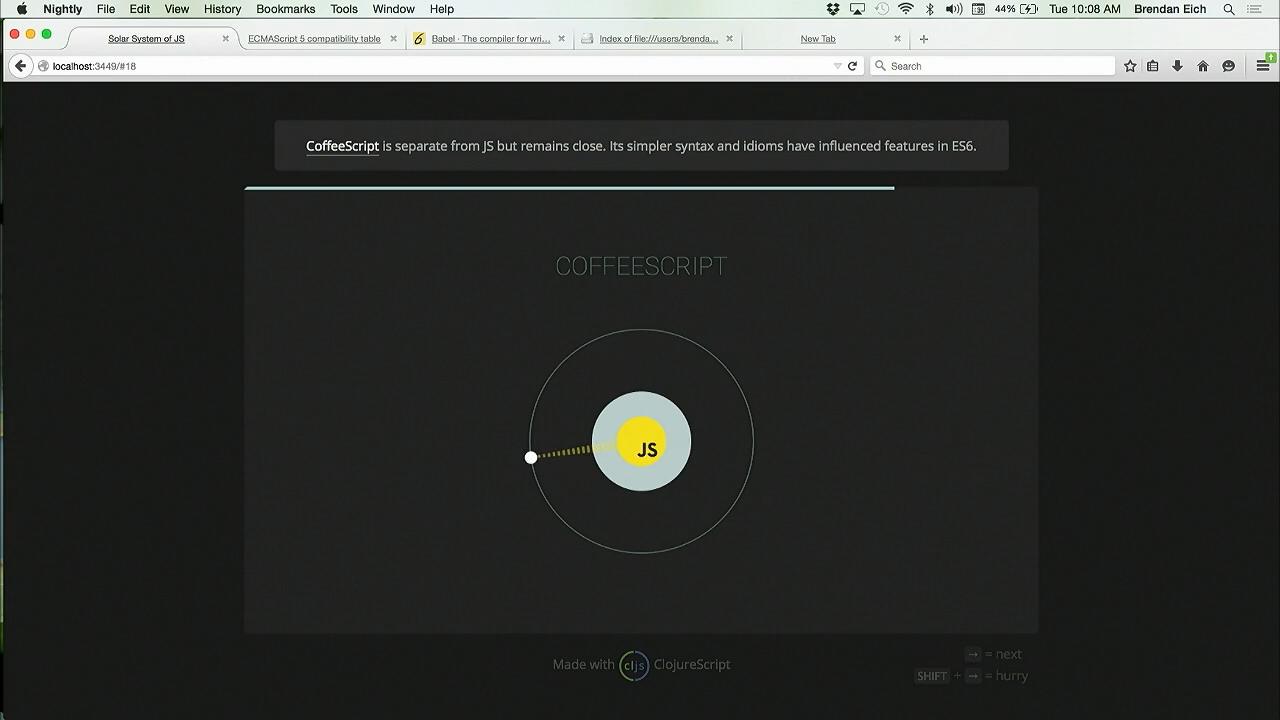 Nightly File Edit View History Bookmarks Tools Window Help 44% Tue 10:08 AM Brendan Eich
Solar System of JS ECMAScript 5 compatibility table 6 Babel · The compiler for wri... Index of file:///users/brenda... New Tab
localhost:3449/#18 Search
CoffeeScript is separate from JS but remains close. Its simpler syntax and idioms have influenced features in ES6.
COFFEESCRIPT
JS
Made with cljs ClojureScript
→ = next
SHIFT + → = hurry